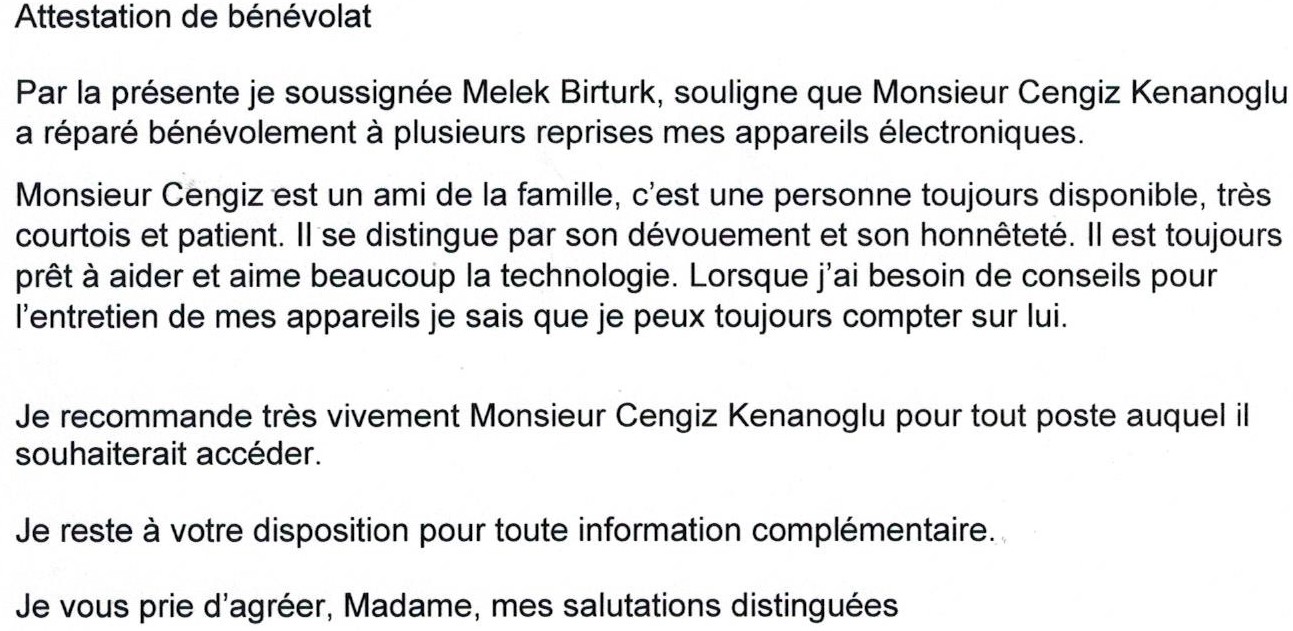 Attestation de bénévolat
Par la présente je soussignée Melek Birturk, souligne que Monsieur Cengiz Kenanoglu
a réparé bénévolement à plusieurs reprises mes appareils électroniques.
Monsieur Cengiz est un ami de la famille, c'est une personne toujours disponible, très
courtois et patient. Il se distingue par son dévouement et son honnêteté. Il est toujours
prêt à aider et aime beaucoup la technologie. Lorsque j'ai besoin de conseils pour
l'entretien de mes appareils je sais que je peux toujours compter sur lui.
Je recommande très vivement Monsieur Cengiz Kenanoglu pour tout poste auquel il
souhaiterait accéder.
Je reste à votre disposition pour toute information complémentaire.
Je vous prie d'agréer, Madame, mes salutations distinguées